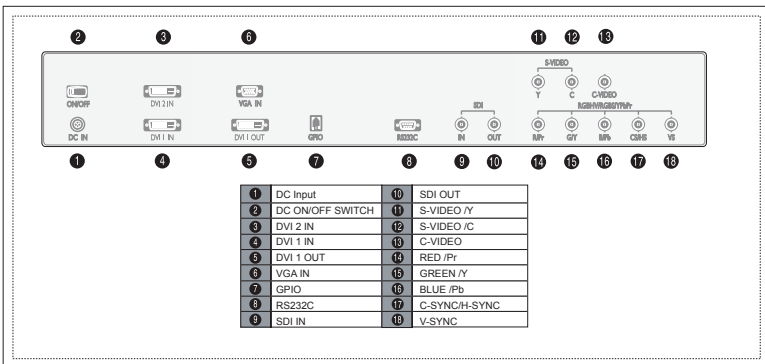 2 3 6 11 12 13
S-VIDEO
Y C C-VIDEO
ON/OFF DVI 2 IN VGA IN
SDI RGBHV/RGBS/YPbPr
DC IN DVI 1 IN DVI 1 OUT GPIO RS232C IN OUT R/Pr G/Y B/Pb CS/HS VS
1 4 5 7 8 9 10 14 15 16 17 18
1 DC Input 10 SDI OUT
2 DC ON/OFF SWITCH 11 S-VIDEO /Y
3 DVI 2 IN 12 S-VIDEO /C
4 DVI 1 IN 13 C-VIDEO
5 DVI 1 OUT 14 RED /Pr
6 VGA IN 15 GREEN /Y
7 GPIO 16 BLUE /Pb
8 RS232C 17 C-SYNC/H-SYNC
9 SDI IN 18 V-SYNC